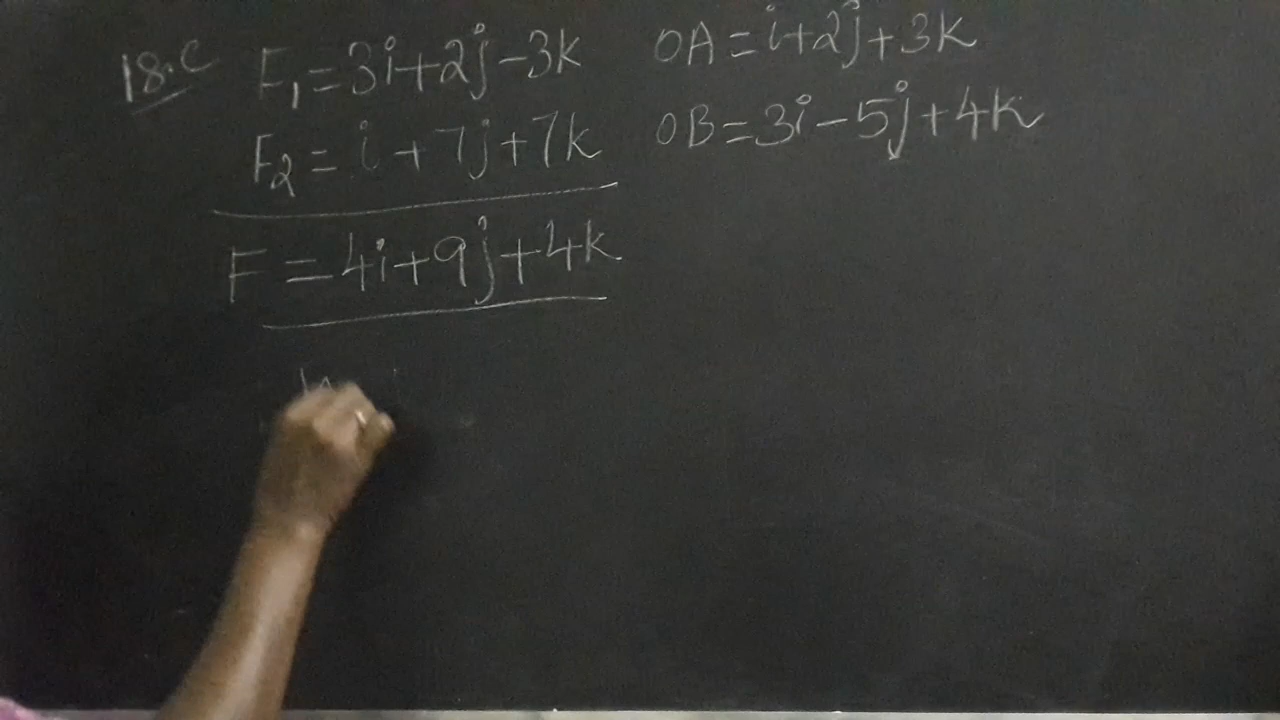 18.C F1 = 3i+2j-3k OA = i+2j+3k
F2 = i + 7j+7k OB = 3i-5j+4k
F = 4i+9j+4k